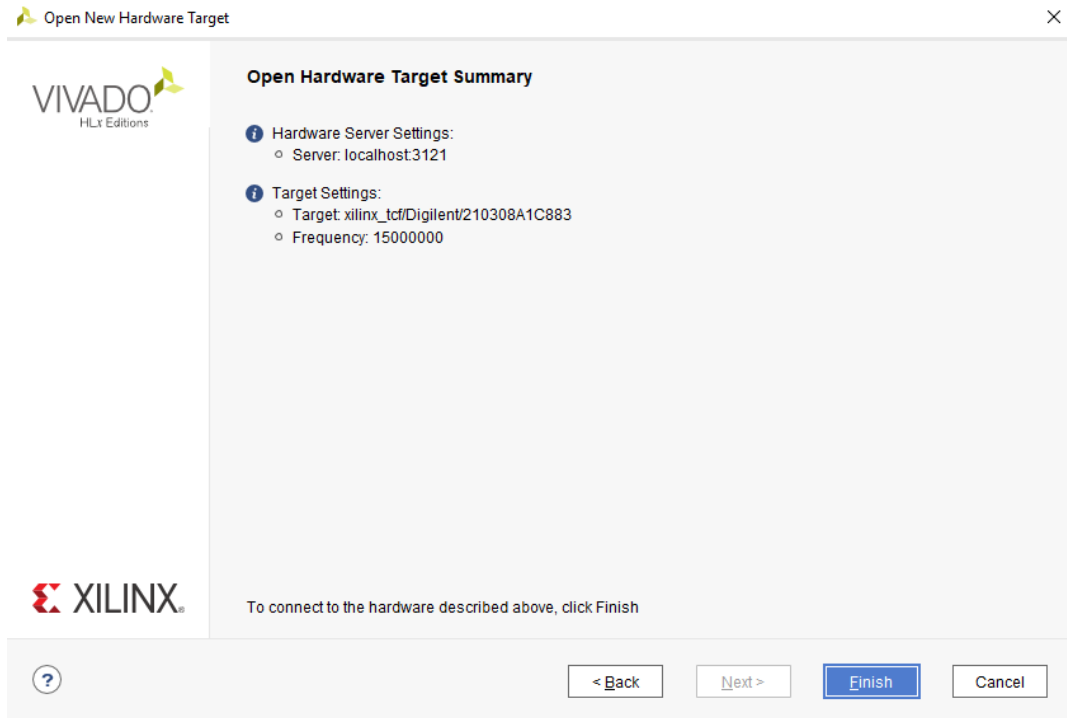 Open New Hardware Target
VIVADO.
HLx Editions
Open Hardware Target Summary
Hardware Server Settings:
Server: localhost:3121
Target Settings:
Target: xilinx_tcf/Digilent/210308A1C883
Frequency: 15000000
XILINX®
To connect to the hardware described above, click Finish
?
< Back
Next >
Finish
Cancel